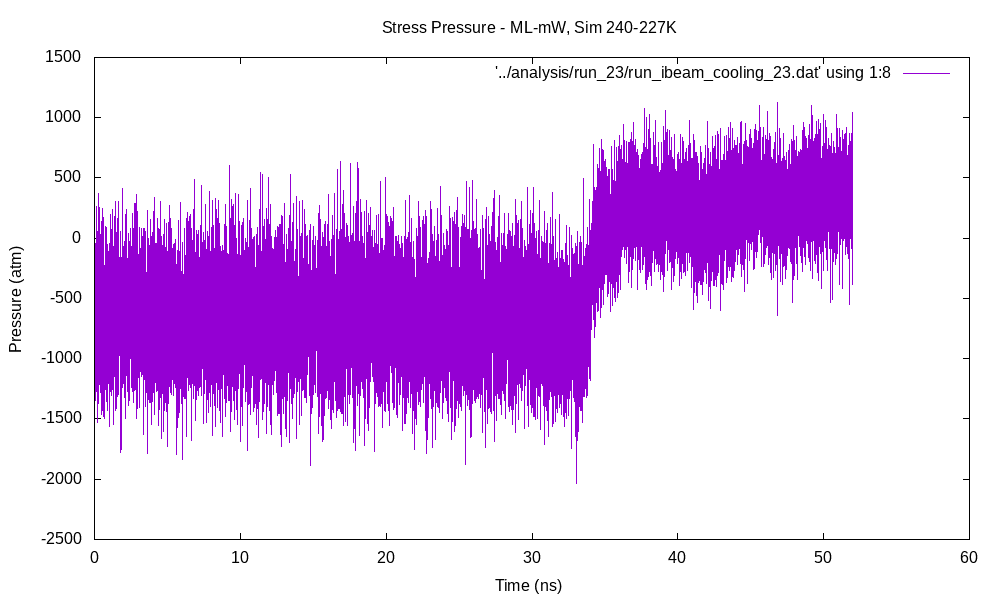 Stress Pressure - ML-mW, Sim 240-227K
'../analysis/run_23/run_ibeam_cooling_23.dat' using 1:8
1500
1000
500
0
-500
-1000
-1500
-2000
-2500
Pressure (atm)
0 10 20 30 40 50 60
Time (ns)